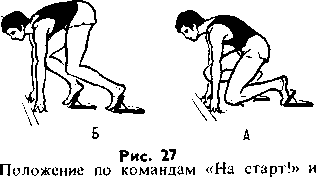 Б А
Рис. 27
Положение по командам «На старт!» и